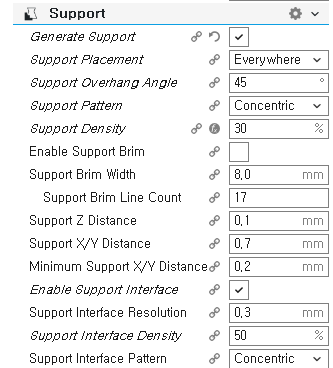 Support
Generate Support
Support Placement Everywhere
Support Overhang Angle 45 °
Support Pattern Concentric
Support Density 30 %
Enable Support Brim
Support Brim Width 8,0 mm
Support Brim Line Count 17
Support Z Distance 0,1 mm
Support X/Y Distance 0,7 mm
Minimum Support X/Y Distance 0,2 mm
Enable Support Interface
Support Interface Resolution 0,3 mm
Support Interface Density 50 %
Support Interface Pattern Concentric